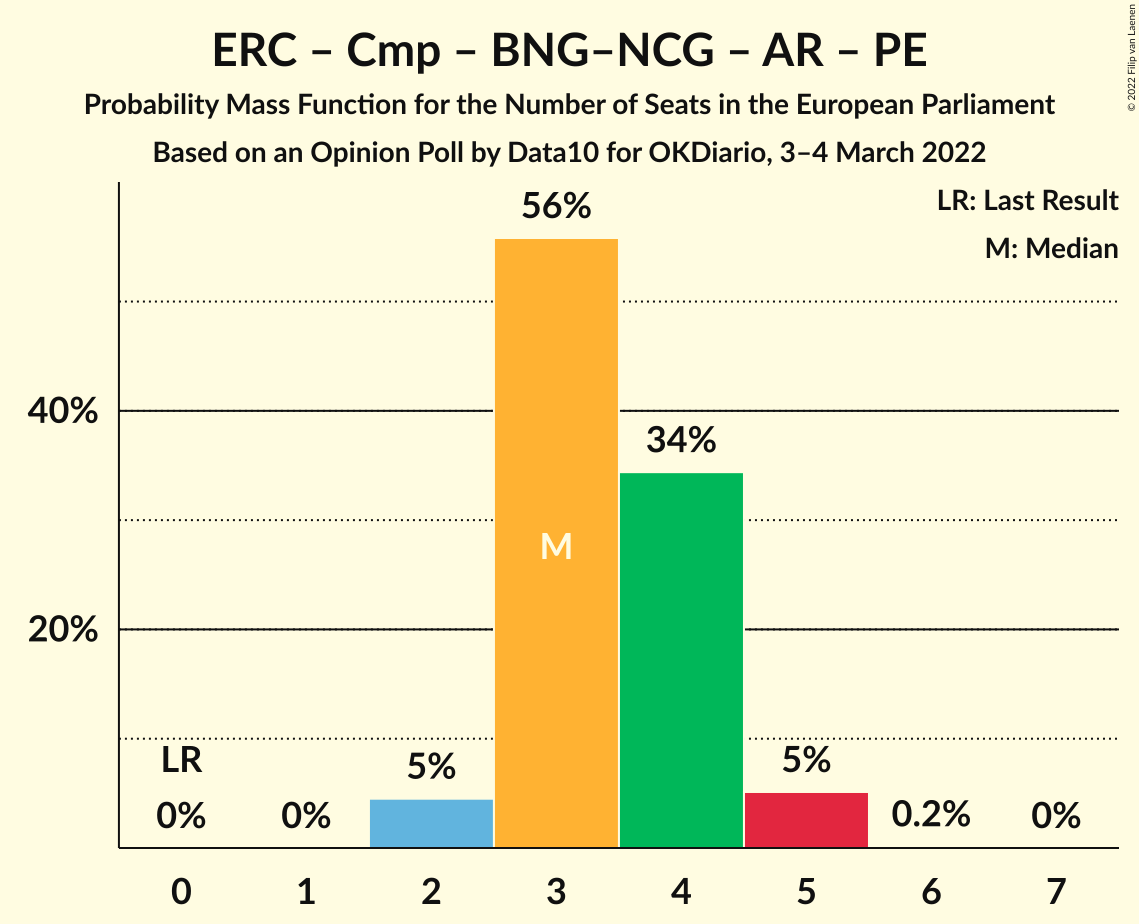 ERC – Cmp – BNG–NCG – AR – PE
Probability Mass Function for the Number of Seats in the European Parliament
Based on an Opinion Poll by Data10 for OKDiario, 3–4 March 2022
© 2022 Filip van Laenen
LR: Last Result
M: Median
56%
40%
34%
M
20%
LR
5%
5%
0%
0%
0.2%
0%
0
1
2
3
4
5
6
7